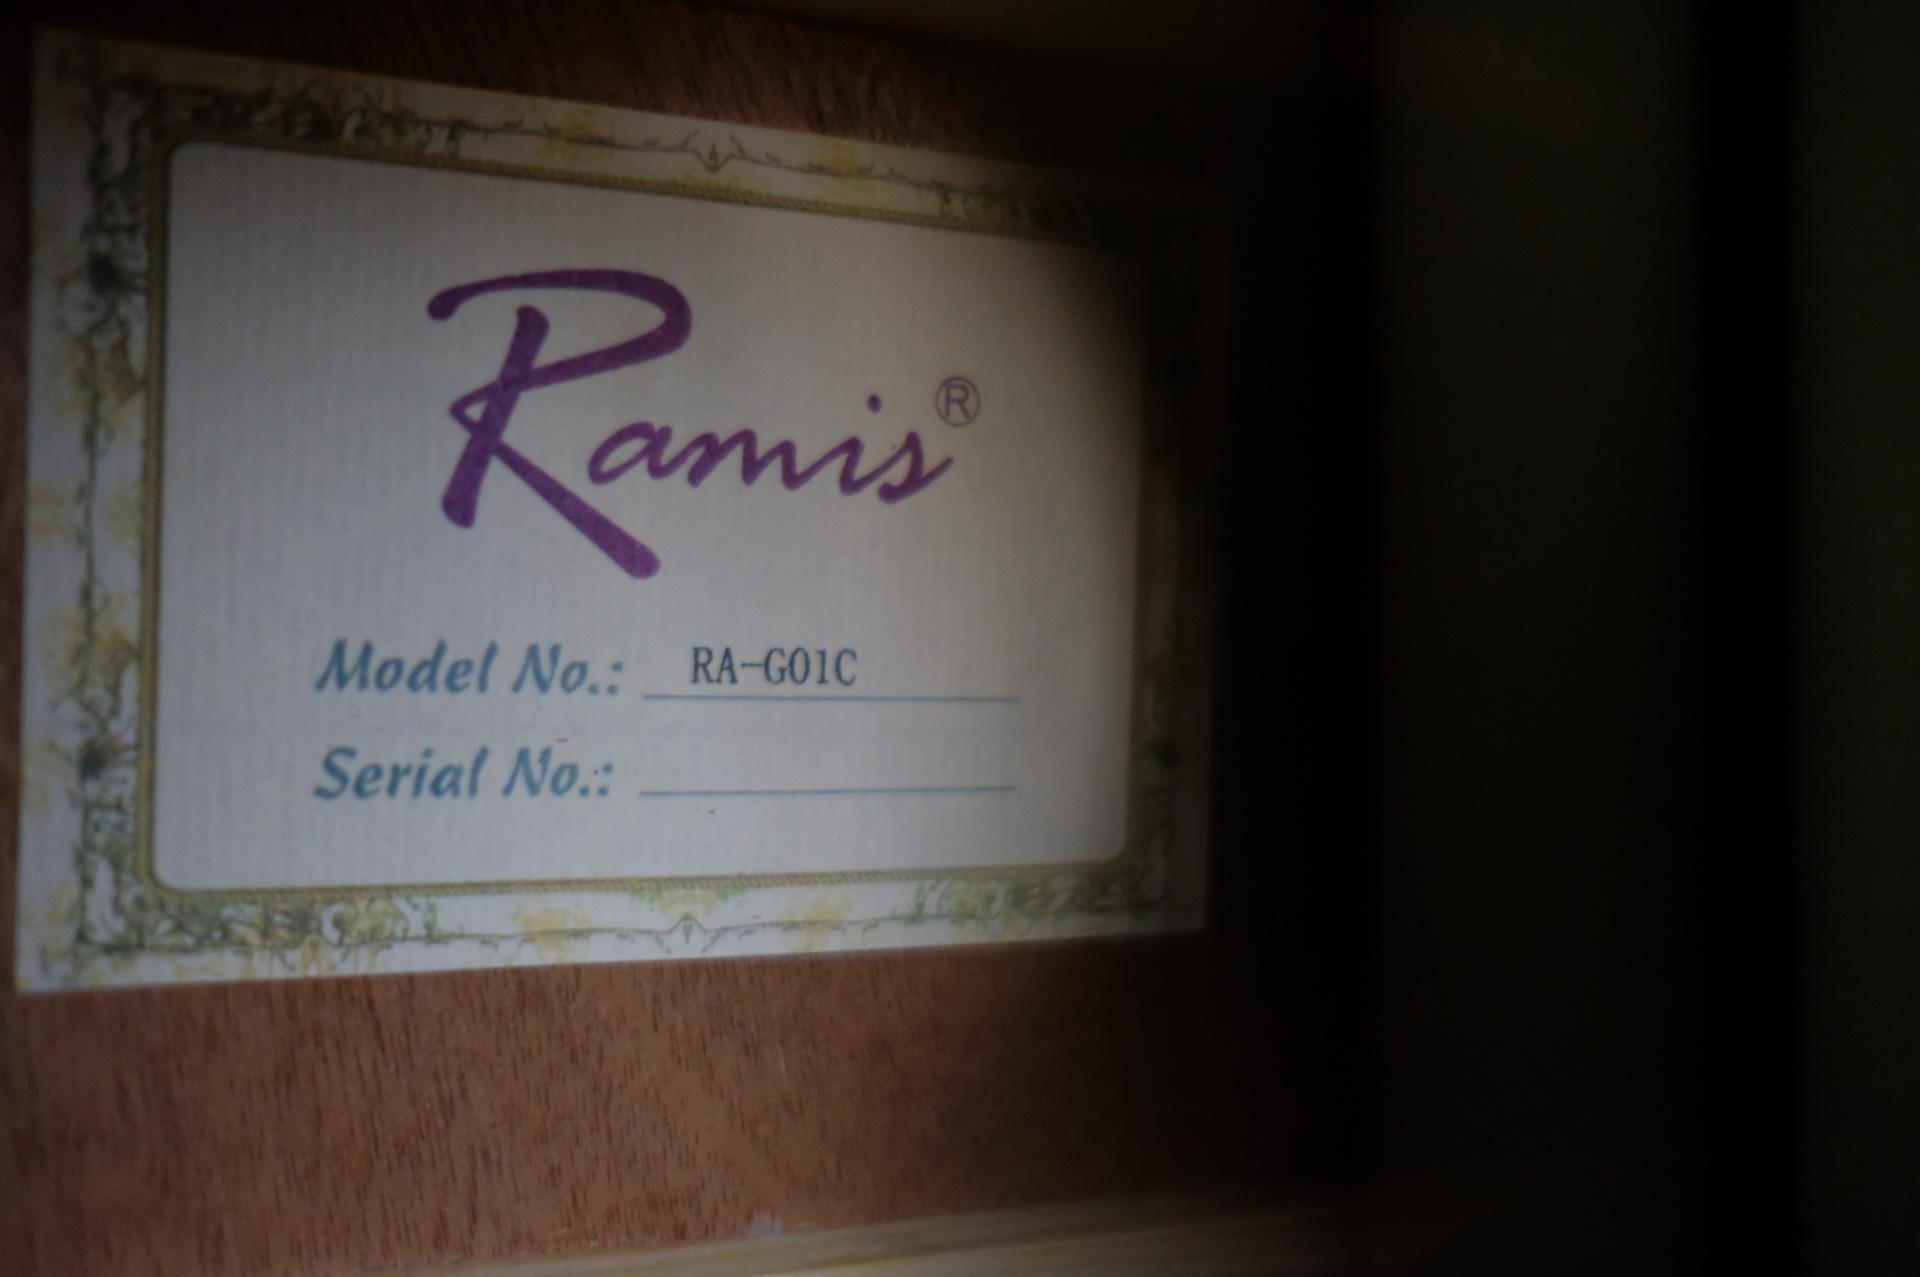 Ramis®
Model No.: RA-G01C
Serial No.: